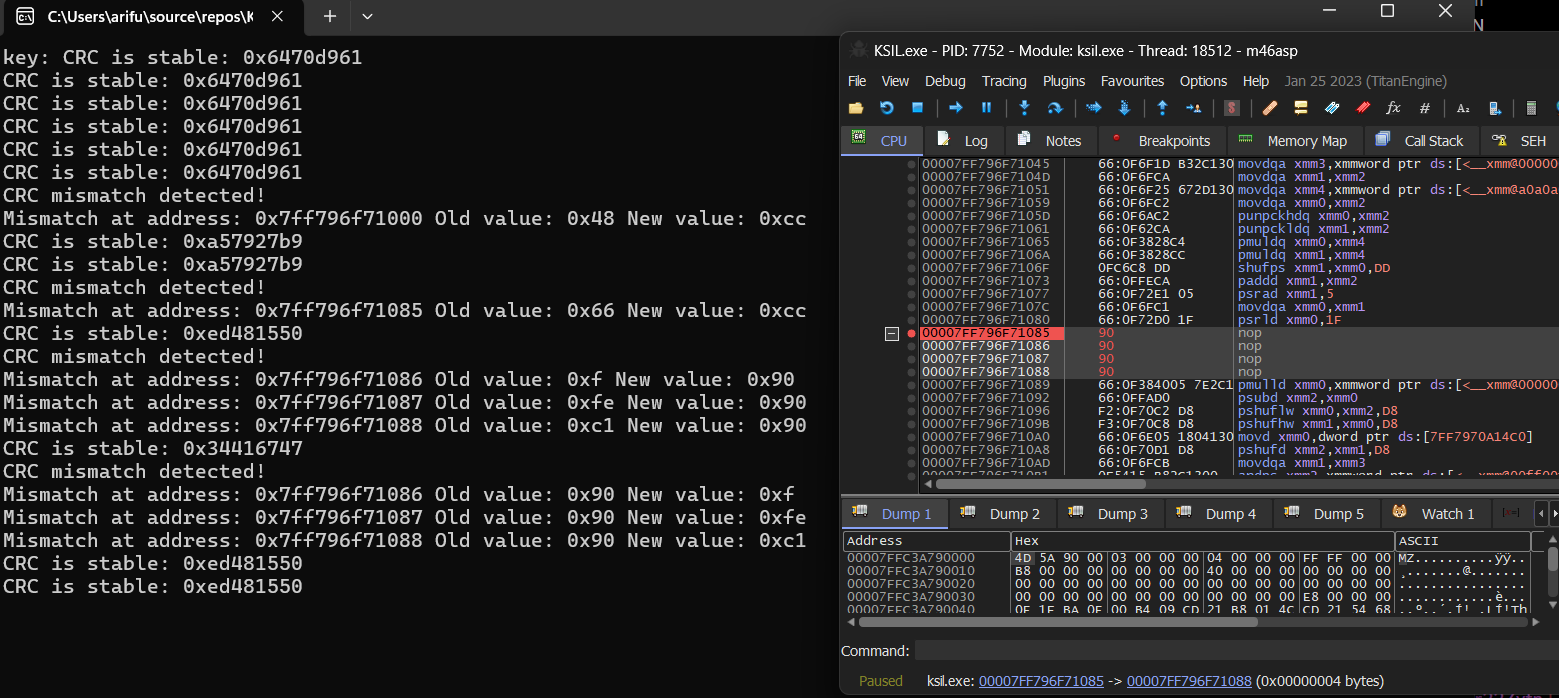 C:\Users\arifu\source\repos\K
key: CRC is stable: 0x6470d961
CRC is stable: 0x6470d961
CRC is stable: 0x6470d961
CRC is stable: 0x6470d961
CRC is stable: 0x6470d961
CRC is stable: 0x6470d961
CRC mismatch detected!
Mismatch at address: 0x7ff796f71000 Old value: 0x48 New value: 0xcc
CRC is stable: 0xa57927b9
CRC is stable: 0xa57927b9
CRC mismatch detected!
Mismatch at address: 0x7ff796f71085 Old value: 0x66 New value: 0xcc
CRC is stable: 0xed481550
CRC mismatch detected!
Mismatch at address: 0x7ff796f71086 Old value: 0xf New value: 0x90
Mismatch at address: 0x7ff796f71087 Old value: 0xfe New value: 0x90
Mismatch at address: 0x7ff796f71088 Old value: 0xc1 New value: 0x90
CRC is stable: 0x34416747
CRC mismatch detected!
Mismatch at address: 0x7ff796f71086 Old value: 0x90 New value: 0xf
Mismatch at address: 0x7ff796f71087 Old value: 0x90 New value: 0xfe
Mismatch at address: 0x7ff796f71088 Old value: 0x90 New value: 0xc1
CRC is stable: 0xed481550
CRC is stable: 0xed481550
KSIL.exe - PID: 7752 - Module: ksil.exe - Thread: 18512 - m46asp
File View Debug Tracing Plugins Favourites Options Help Jan 25 2023 (TitanEngine)
CPU Log Notes Breakpoints Memory Map Call Stack SEH
00007FF796F71045 66:0F6F1D B32C130 movdqa xmm3,xmmword ptr ds:[<__xmm@00000
00007FF796F7104D 66:0F6FCA movdqa xmm1,xmm2
00007FF796F71051 66:0F6F25 672D130 movdqa xmm4,xmmword ptr ds:[<__xmm@a0a0a
00007FF796F71059 66:0F6FC2 movdqa xmm0,xmm2
00007FF796F7105D 66:0F6AC2 punpckhdq xmm0,xmm2
00007FF796F71061 66:0F62CA punpckldq xmm1,xmm2
00007FF796F71065 66:0F3828C4 pmuldq xmm0,xmm4
00007FF796F7106A 66:0F3828CC pmuldq xmm1,xmm4
00007FF796F7106F 0FC6C8 DD shufps xmm1,xmm0,DD
00007FF796F71073 66:0FFECA paddd xmm1,xmm2
00007FF796F71077 66:0F72E1 05 psrad xmm1,5
00007FF796F7107C 66:0F6FC1 movdqa xmm0,xmm1
00007FF796F71080 66:0F72D0 1F psrld xmm0,1F
00007FF796F71085 90 nop
00007FF796F71086 90 nop
00007FF796F71087 90 nop
00007FF796F71088 90 nop
00007FF796F71089 66:0F384005 7E2C1 pmulld xmm0,xmmword ptr ds:[<__xmm@00000
00007FF796F71092 66:0FFAD0 psubd xmm2,xmm0
00007FF796F71096 F2:0F70C2 D8 pshuflw xmm0,xmm2,D8
00007FF796F7109B F3:0F70C8 D8 pshufhw xmm1,xmm0,D8
00007FF796F710A0 66:0F6E05 1804130 movd xmm0,dword ptr ds:[7FF7970A14C0]
00007FF796F710A8 66:0F70D1 D8 pshufd xmm2,xmm1,D8
00007FF796F710AD 66:0F6FCB movdqa xmm1,xmm3
Dump 1 Dump 2 Dump 3 Dump 4 Dump 5 Watch 1
Address Hex ASCII
00007FFC3A790000 4D 5A 90 00 03 00 00 00 04 00 00 00 FF FF 00 00 MZ..........ÿÿ..
00007FFC3A790010 B8 00 00 00 00 00 00 00 40 00 00 00 00 00 00 00 ¸.......@.......
00007FFC3A790020 00 00 00 00 00 00 00 00 00 00 00 00 00 00 00 00 ................
00007FFC3A790030 00 00 00 00 00 00 00 00 00 00 00 00 E8 00 00 00 ............è...
00007FFC3A790040 0E 1F BA 0E 00 B4 09 CD 21 B8 01 4C CD 21 54 68 ..º..´.Í!¸.LÍ!Th
Command:
Paused ksil.exe: 00007FF796F71085 -> 00007FF796F71088 (0x00000004 bytes)